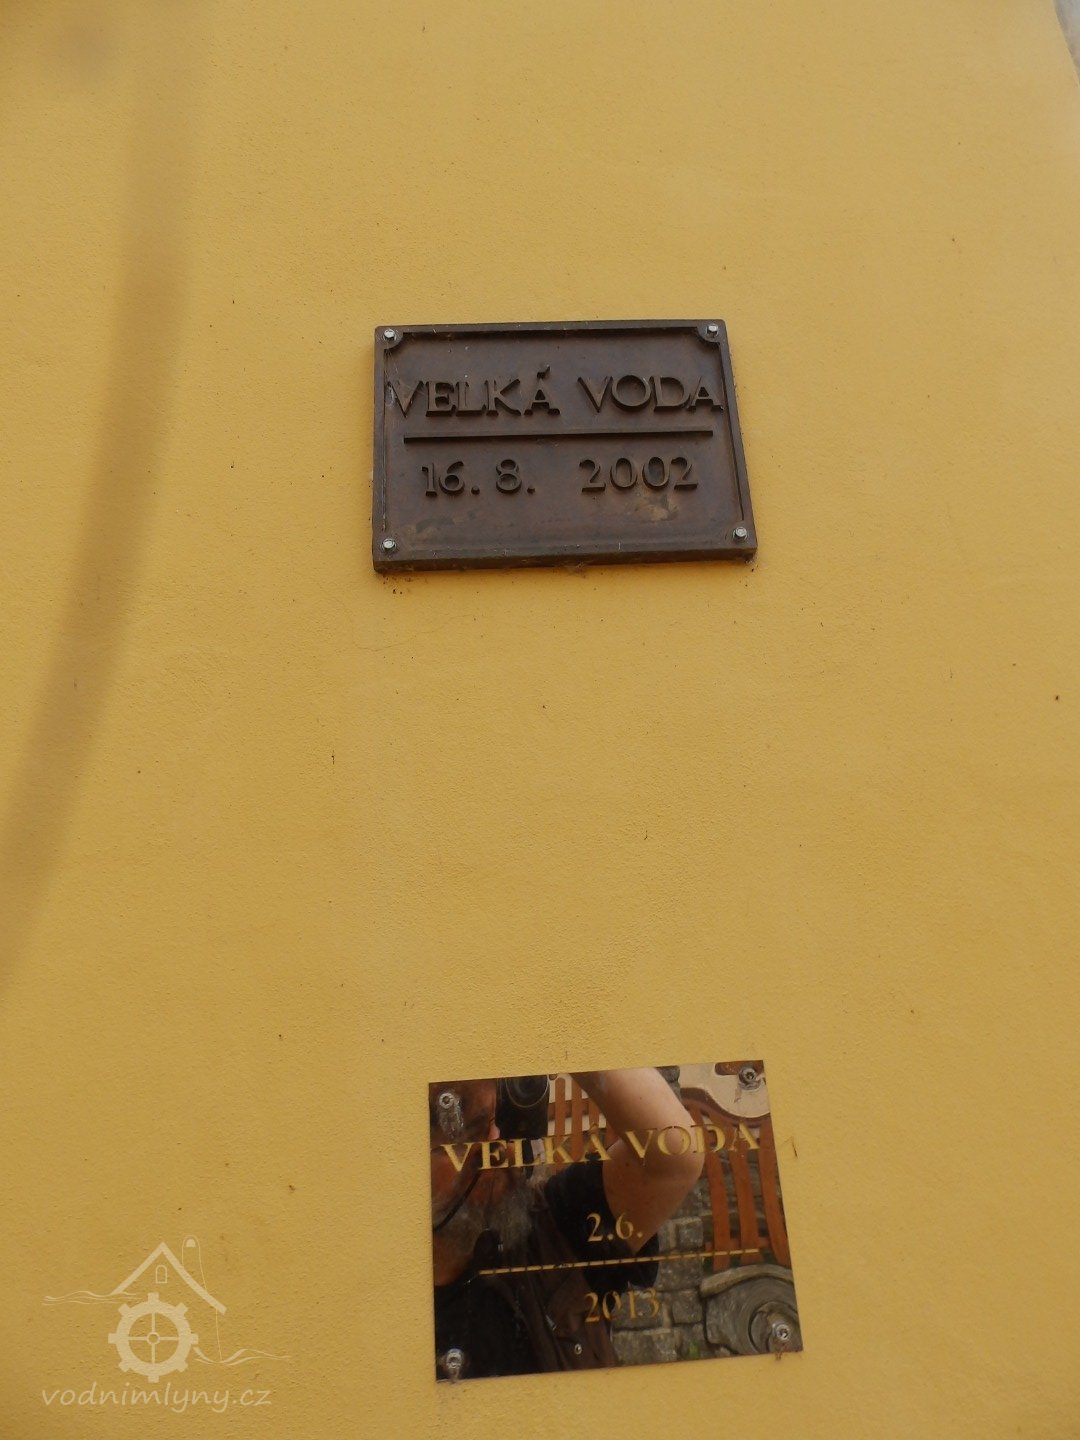 VELKÁ VODA
16. 8. 2002
VELKÁ VODA
2.6.
2013
vodnimlyny.cz